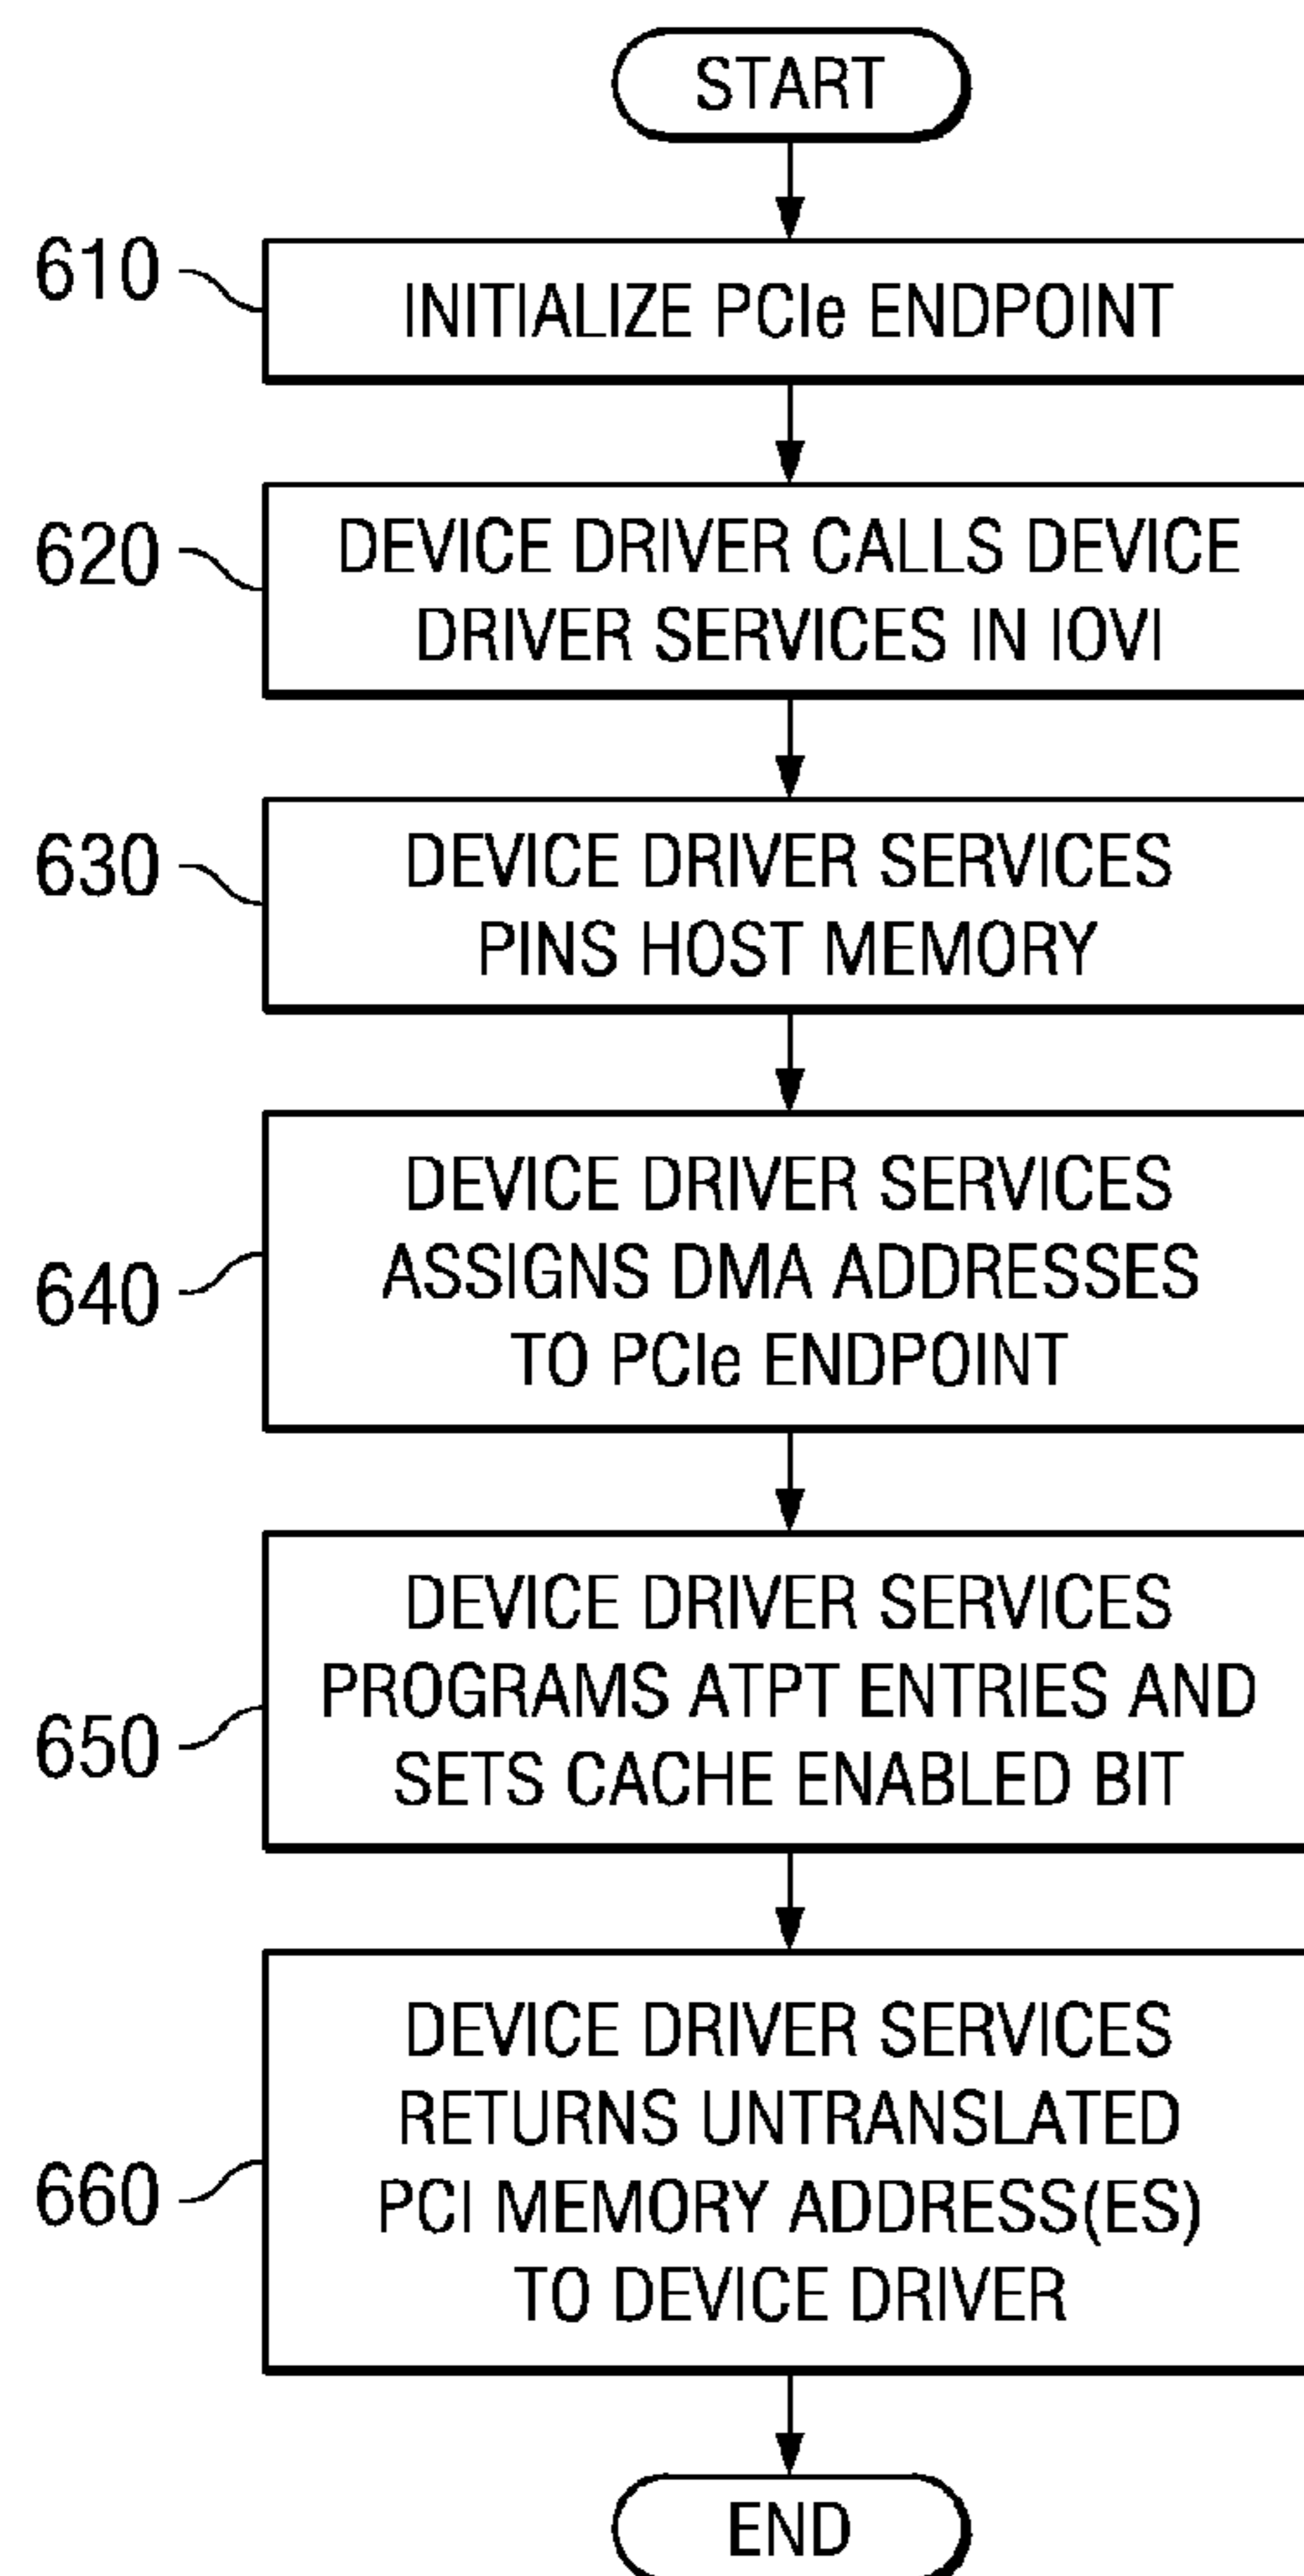 START
610
INITIALIZE PCIe ENDPOINT
620
DEVICE DRIVER CALLS DEVICE
DRIVER SERVICES IN IOVI
630
DEVICE DRIVER SERVICES
PINS HOST MEMORY
640
DEVICE DRIVER SERVICES
ASSIGNS DMA ADDRESSES
TO PCIe ENDPOINT
650
DEVICE DRIVER SERVICES
PROGRAMS ATPT ENTRIES AND
SETS CACHE ENABLED BIT
660
DEVICE DRIVER SERVICES
RETURNS UNTRANSLATED
PCI MEMORY ADDRESS(ES)
TO DEVICE DRIVER
END